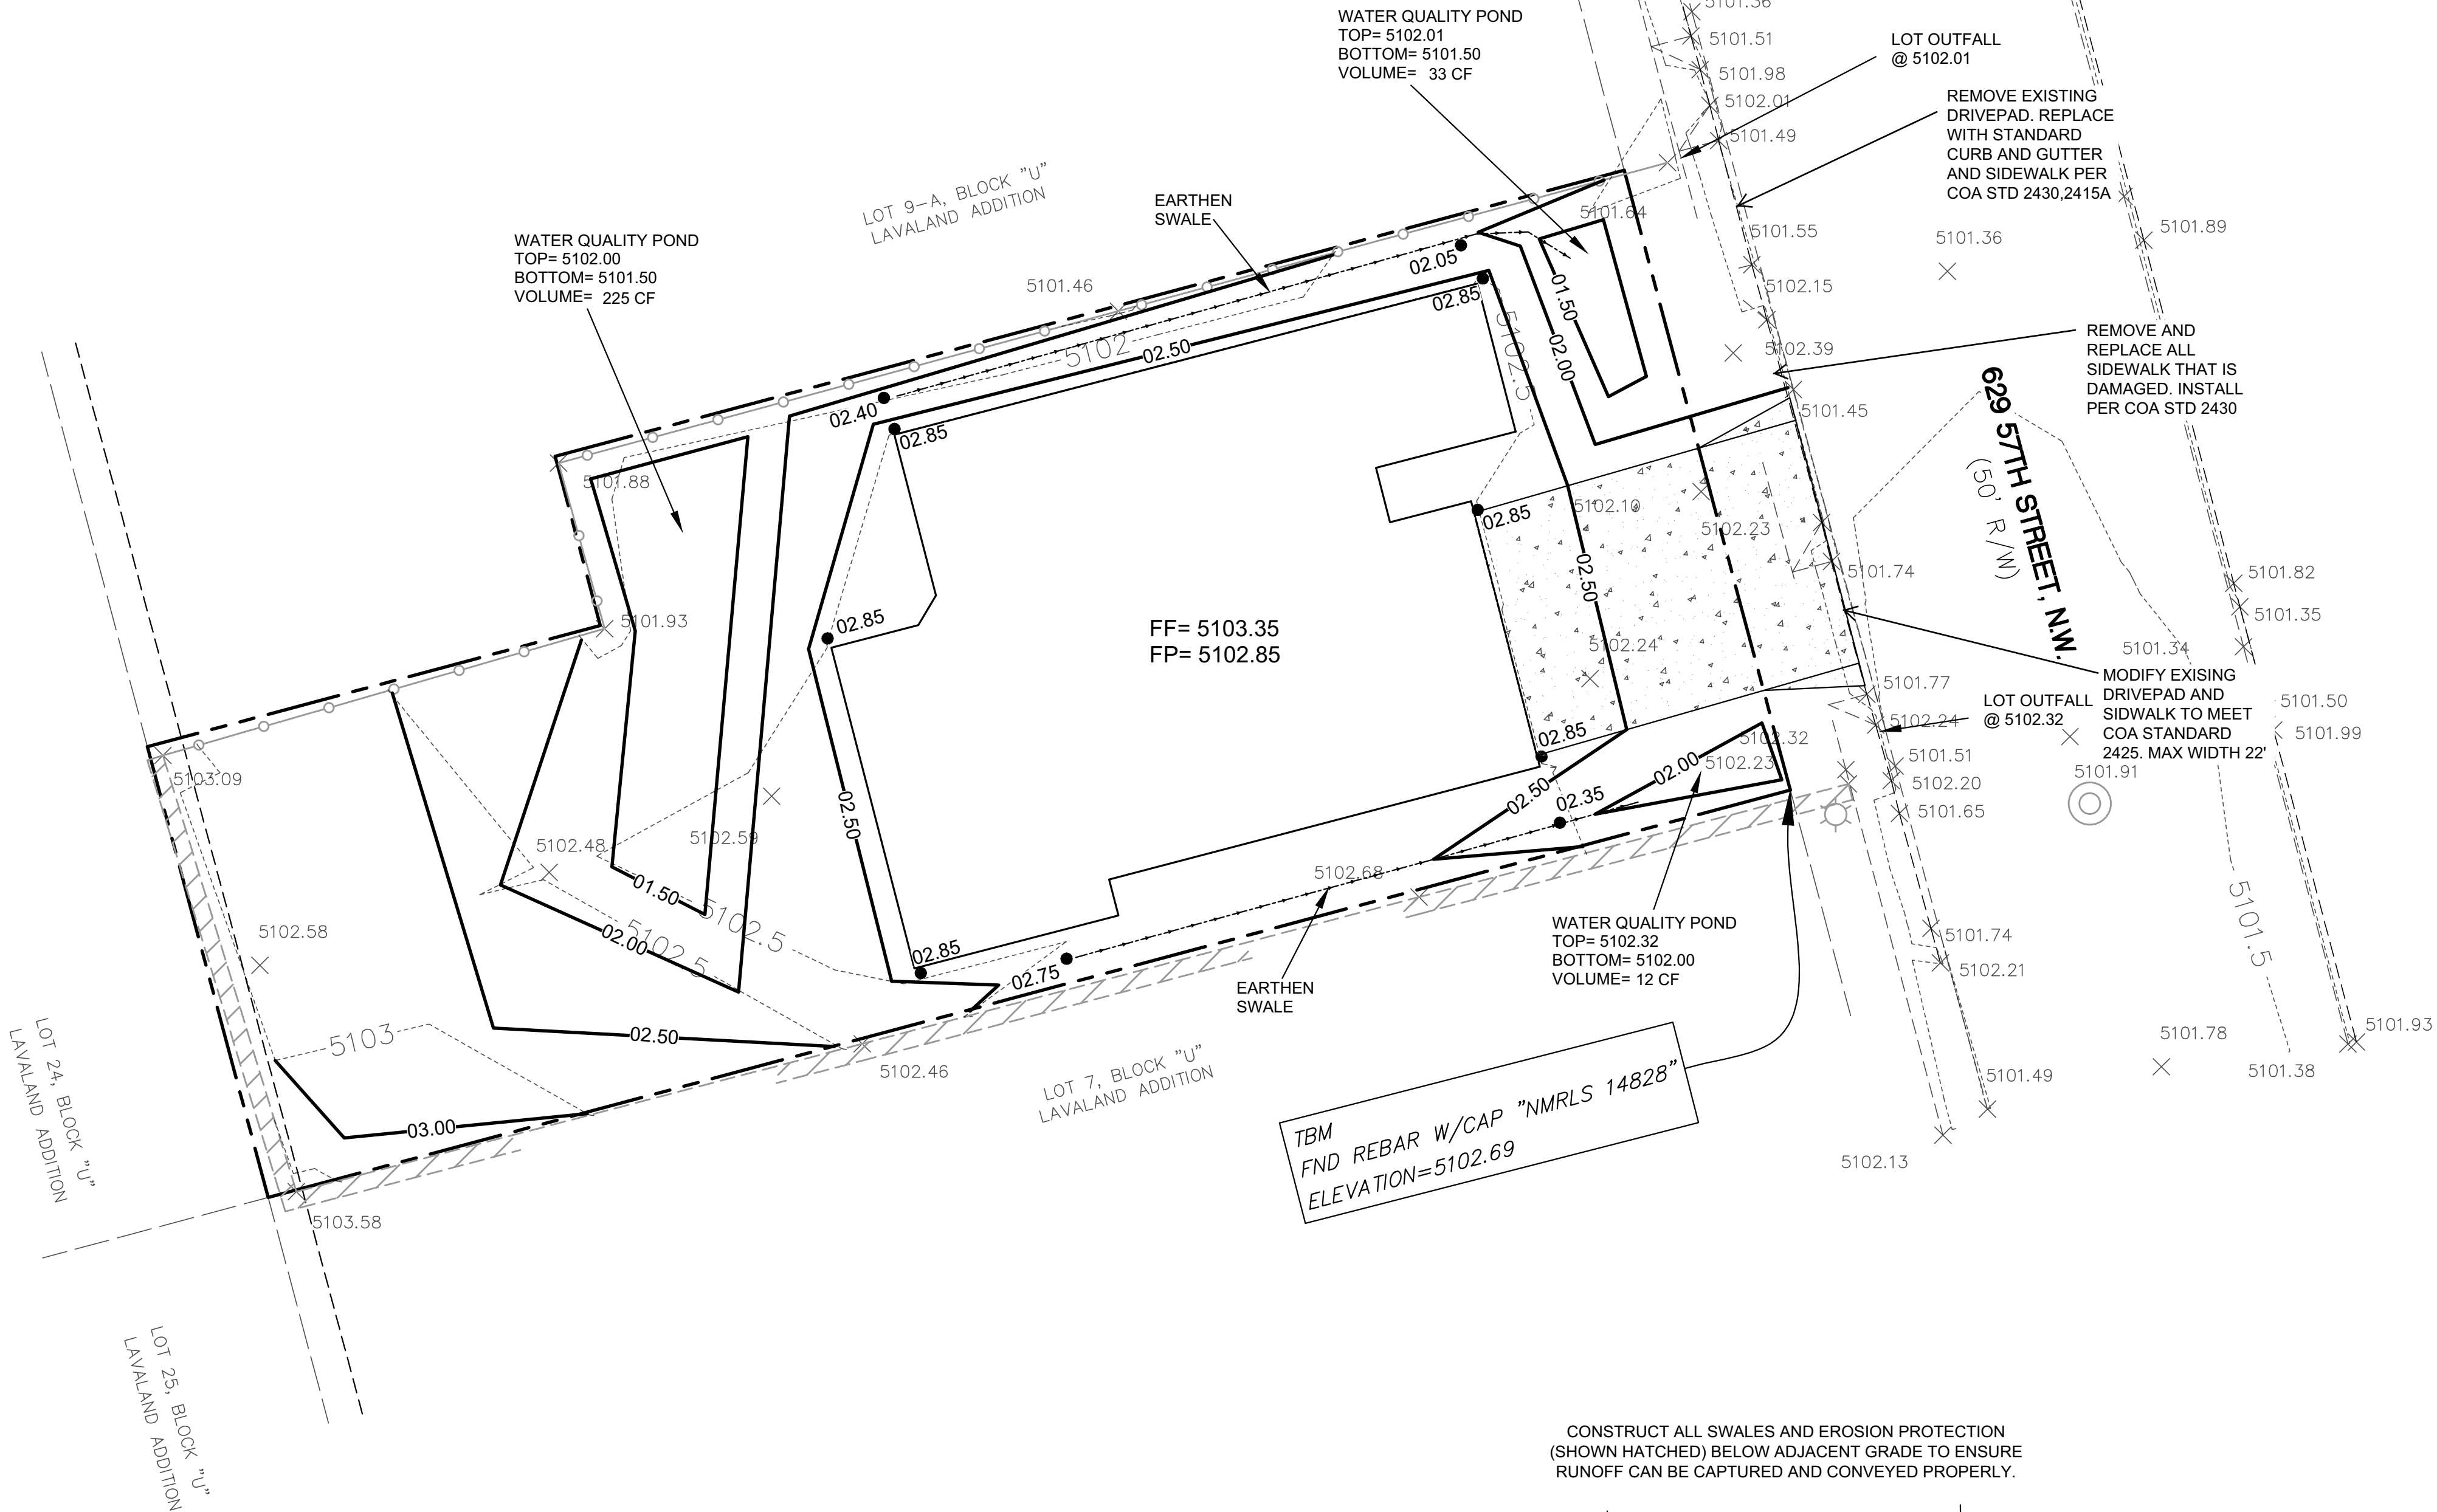 WATER QUALITY POND
TOP= 5102.01
BOTTOM= 5101.50
VOLUME= 33 CF
5101.36
5101.51
5101.98
5102.01
5101.49
LOT OUTFALL
@ 5102.01
REMOVE EXISTING
DRIVEPAD. REPLACE
WITH STANDARD
CURB AND GUTTER
AND SIDEWALK PER
COA STD 2430,2415A
LOT 9-A, BLOCK "U"
LAVALAND ADDITION
EARTHEN
SWALE
WATER QUALITY POND
TOP= 5102.00
BOTTOM= 5101.50
VOLUME= 225 CF
5101.46
5101.64
5101.55
5102.15
5102.39
5101.45
5101.36
5101.89
REMOVE AND
REPLACE ALL
SIDEWALK THAT IS
DAMAGED. INSTALL
PER COA STD 2430
02.05
02.85
01.50
02.00
5102.5
5102
02.50
02.40
02.85
5101.88
5101.93
02.85
FF= 5103.35
FP= 5102.85
02.85
5102.10
5102.23
02.50
5102.24
5101.74
629 57TH STREET, N.W.
(50' R/W)
5101.82
5101.35
5101.34
MODIFY EXISING
DRIVEPAD AND
SIDWALK TO MEET
COA STANDARD
2425. MAX WIDTH 22'
5101.77
LOT OUTFALL
@ 5102.32
5102.24
5101.50
5101.99
5101.91
5101.51
5102.20
5101.65
02.85
5102.32
5102.23
02.00
02.50
02.35
5103.09
5102.48
5102.59
02.50
01.50
5102.5
02.00
5102.5
5102.58
5102.68
02.85
02.75
EARTHEN
SWALE
WATER QUALITY POND
TOP= 5102.32
BOTTOM= 5102.00
VOLUME= 12 CF
5101.74
5102.21
5101.5
5101.78
5101.93
5101.38
5101.49
5102.13
5103
02.50
5102.46
03.00
5103.58
LOT 7, BLOCK "U"
LAVALAND ADDITION
TBM
FND REBAR W/CAP "NMRLS 14828"
ELEVATION=5102.69
LOT 24, BLOCK "U"
LAVALAND ADDITION
LOT 25, BLOCK "U"
LAVALAND ADDITION
CONSTRUCT ALL SWALES AND EROSION PROTECTION
(SHOWN HATCHED) BELOW ADJACENT GRADE TO ENSURE
RUNOFF CAN BE CAPTURED AND CONVEYED PROPERLY.